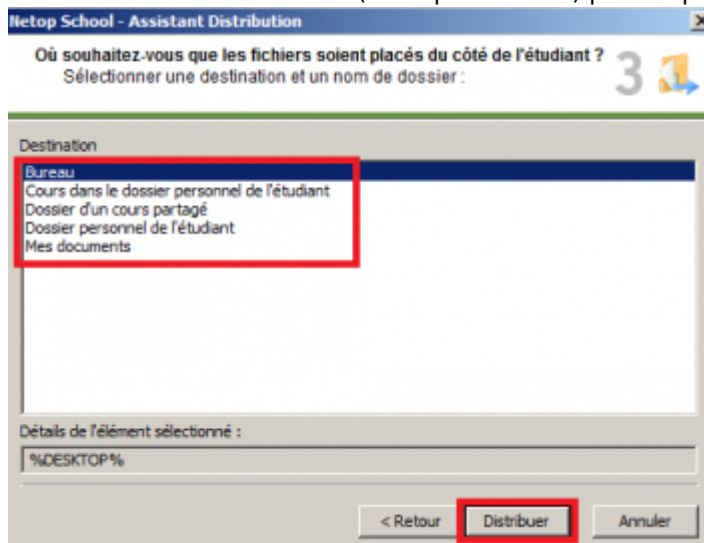 Netop School - Assistant Distribution
Où souhaitez-vous que les fichiers soient placés du côté de l'étudiant ?
Sélectionner une destination et un nom de dossier :
3
Destination
Bureau
Cours dans le dossier personnel de l'étudiant
Dossier d'un cours partagé
Dossier personnel de l'étudiant
Mes documents
Détails de l'élément sélectionné :
%DESKTOP%
< Retour Distribuer Annuler